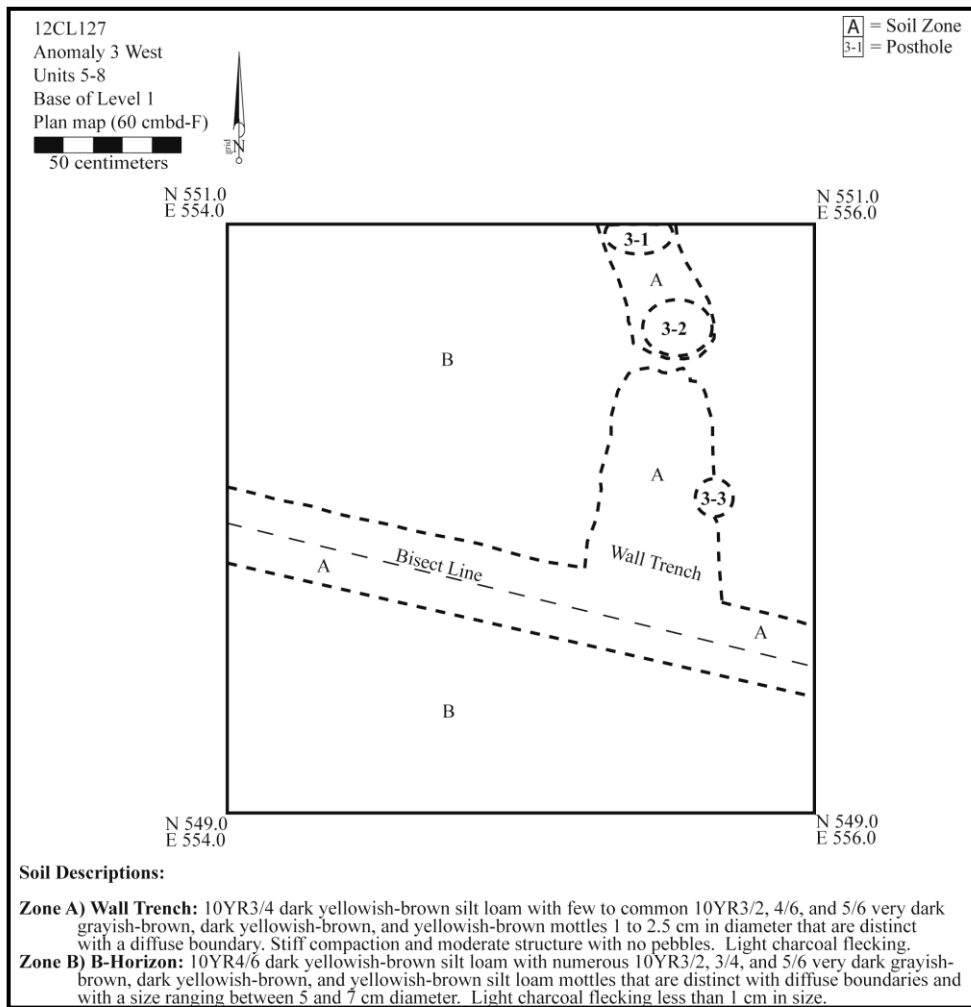 12CL127
Anomaly 3 West
Units 5-8
Base of Level 1
Plan map (60 cmbd-F)
50 centimeters
grid
N
A = Soil Zone
3-1 = Posthole
N 551.0
E 554.0
N 551.0
E 556.0
3-1
A
3-2
B
A
3-3
Wall Trench
Bisect Line
A
A
B
N 549.0
E 554.0
N 549.0
E 556.0
Soil Descriptions:
Zone A) Wall Trench: 10YR3/4 dark yellowish-brown silt loam with few to common 10YR3/2, 4/6, and 5/6 very dark
grayish-brown, dark yellowish-brown, and yellowish-brown mottles 1 to 2.5 cm in diameter that are distinct
with a diffuse boundary. Stiff compaction and moderate structure with no pebbles. Light charcoal flecking.
Zone B) B-Horizon: 10YR4/6 dark yellowish-brown silt loam with numerous 10YR3/2, 3/4, and 5/6 very dark grayish-
brown, dark yellowish-brown, and yellowish-brown silt loam mottles that are distinct with diffuse boundaries and
with a size ranging between 5 and 7 cm diameter. Light charcoal flecking less than 1 cm in size.